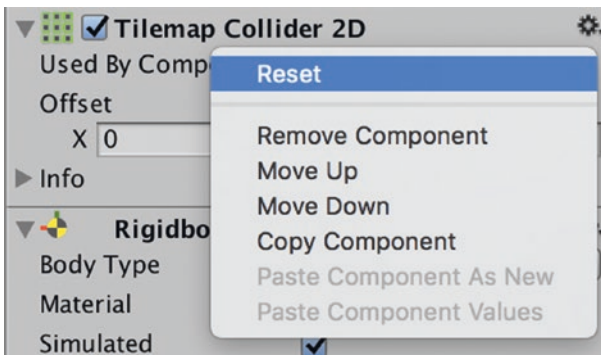 Tilemap Collider 2D
Used By Comp
Reset
Offset
X 0
Remove Component
Move Up
Info
Move Down
Rigidbo
Copy Component
Body Type
Paste Component As New
Material
Paste Component Values
Simulated